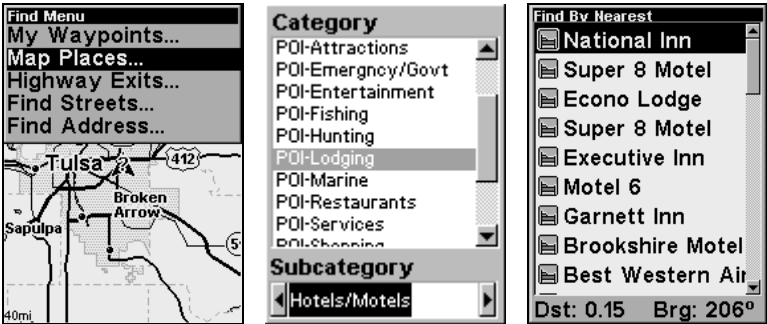 Find Menu
My Waypoints...
Map Places...
Highway Exits...
Find Streets...
Find Address...
Tulsa
412
Broken
Arrow
Sapulpa
5
40mi
Category
POI-Attractions
POI-Emergncy/Govt
POI-Entertainment
POI-Fishing
POI-Hunting
POI-Lodging
POI-Marine
POI-Restaurants
POI-Services
POI-Shopping
Subcategory
Hotels/Motels
Find By Nearest
National Inn
Super 8 Motel
Econo Lodge
Super 8 Motel
Executive Inn
Motel 6
Garnett Inn
Brookshire Motel
Best Western Air
Dst: 0.15 Brg: 206º